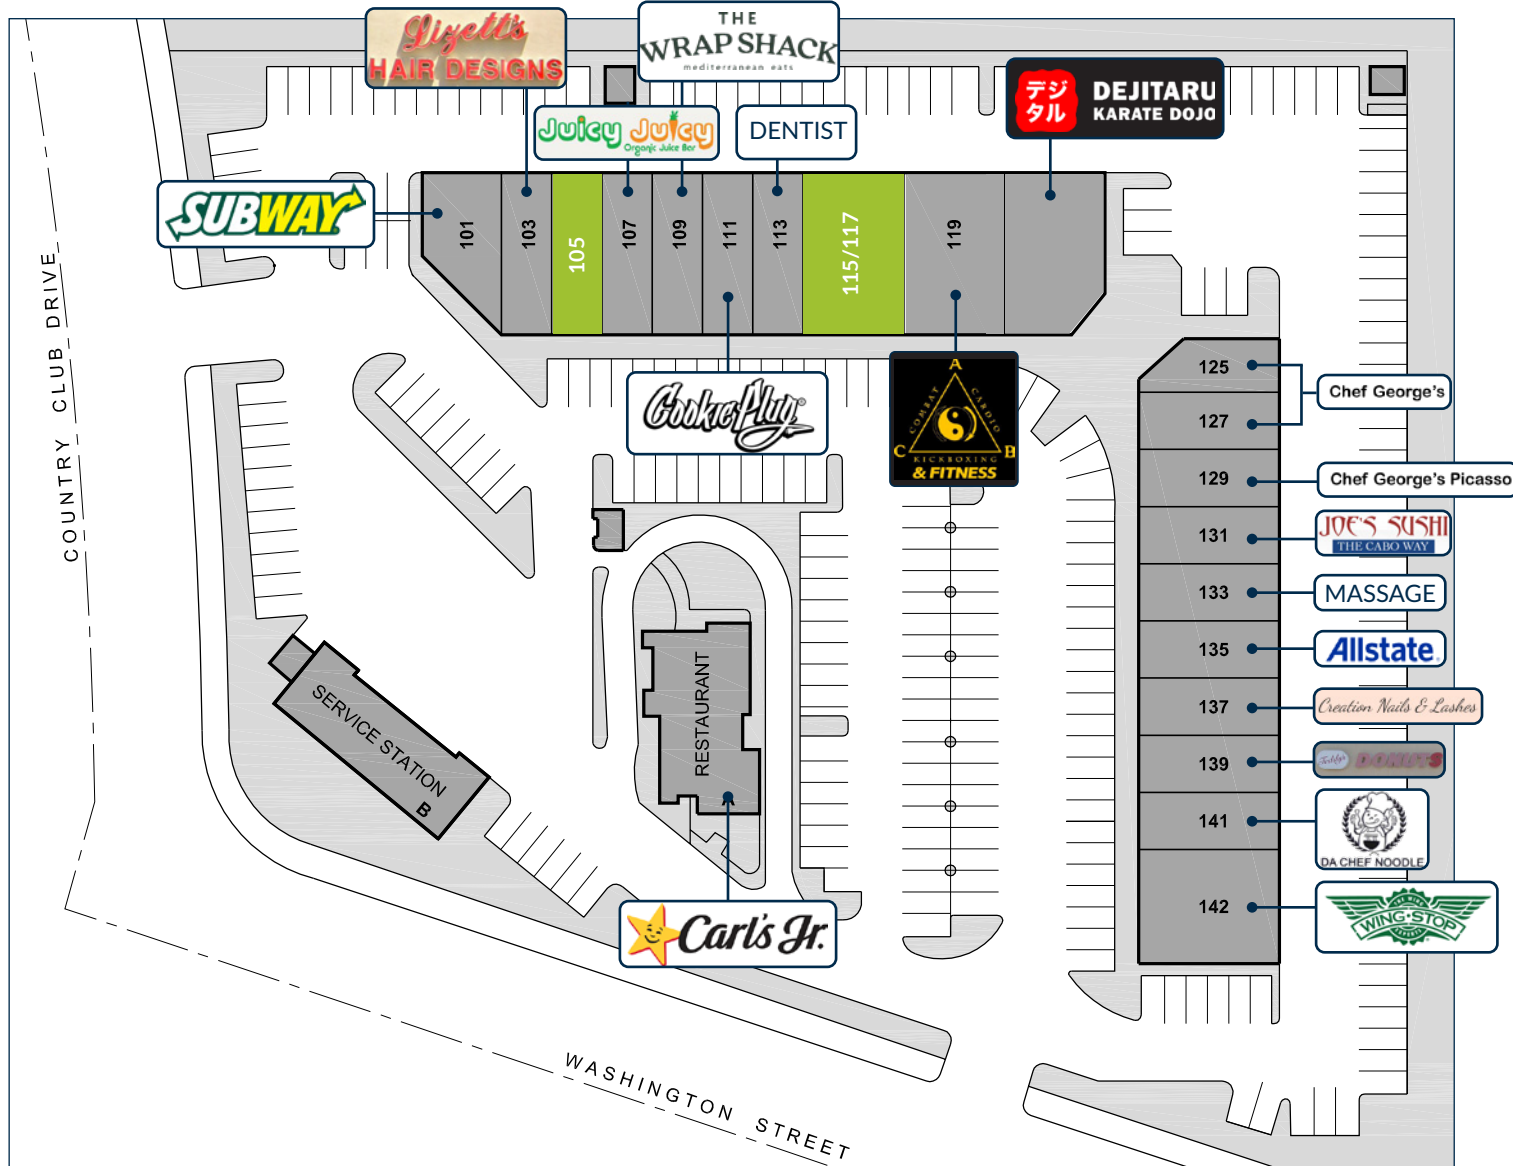 Lizett's
HAIR DESIGNS
THE
WRAP SHACK
mediterranean eats
Juicy Juicy
Organic Juice Bar
DENTIST
デジ
タル
DEJITARU
KARATE DOJO
SUBWAY
101
103
105
107
109
111
113
115/117
119
CookiePlug
A
COMBAT
CARDIO
C
KICKBOXING
B
& FITNESS
125
127
Chef George's
129
Chef George's Picasso
131
JOE'S SUSHI
THE CABO WAY
133
MASSAGE
135
Allstate
137
Creation Nails & Lashes
139
DONUTS
141
DA CHEF NOODLE
142
WING·STOP
COUNTRY CLUB DRIVE
SERVICE STATION
B
RESTAURANT
A
Carl's Jr.
WASHINGTON STREET